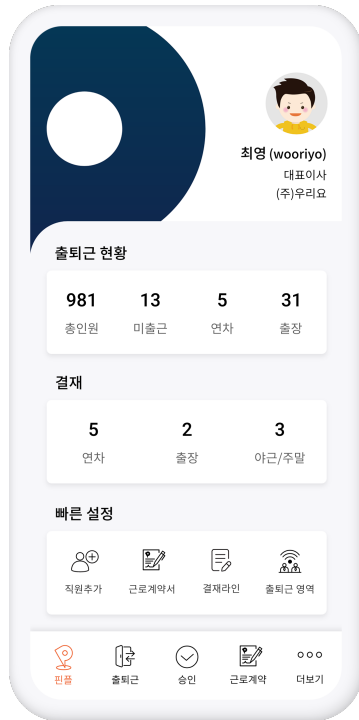 최영 (wooriyo)
대표이사
(주)우리요
출퇴근 현황
981 13 5 31
총인원 미출근 연차 출장
결재
5 2 3
연차 출장 야근/주말
빠른 설정
직원추가 근로계약서 결재라인 출퇴근 영역
핀플 출퇴근 승인 근로계약 더보기